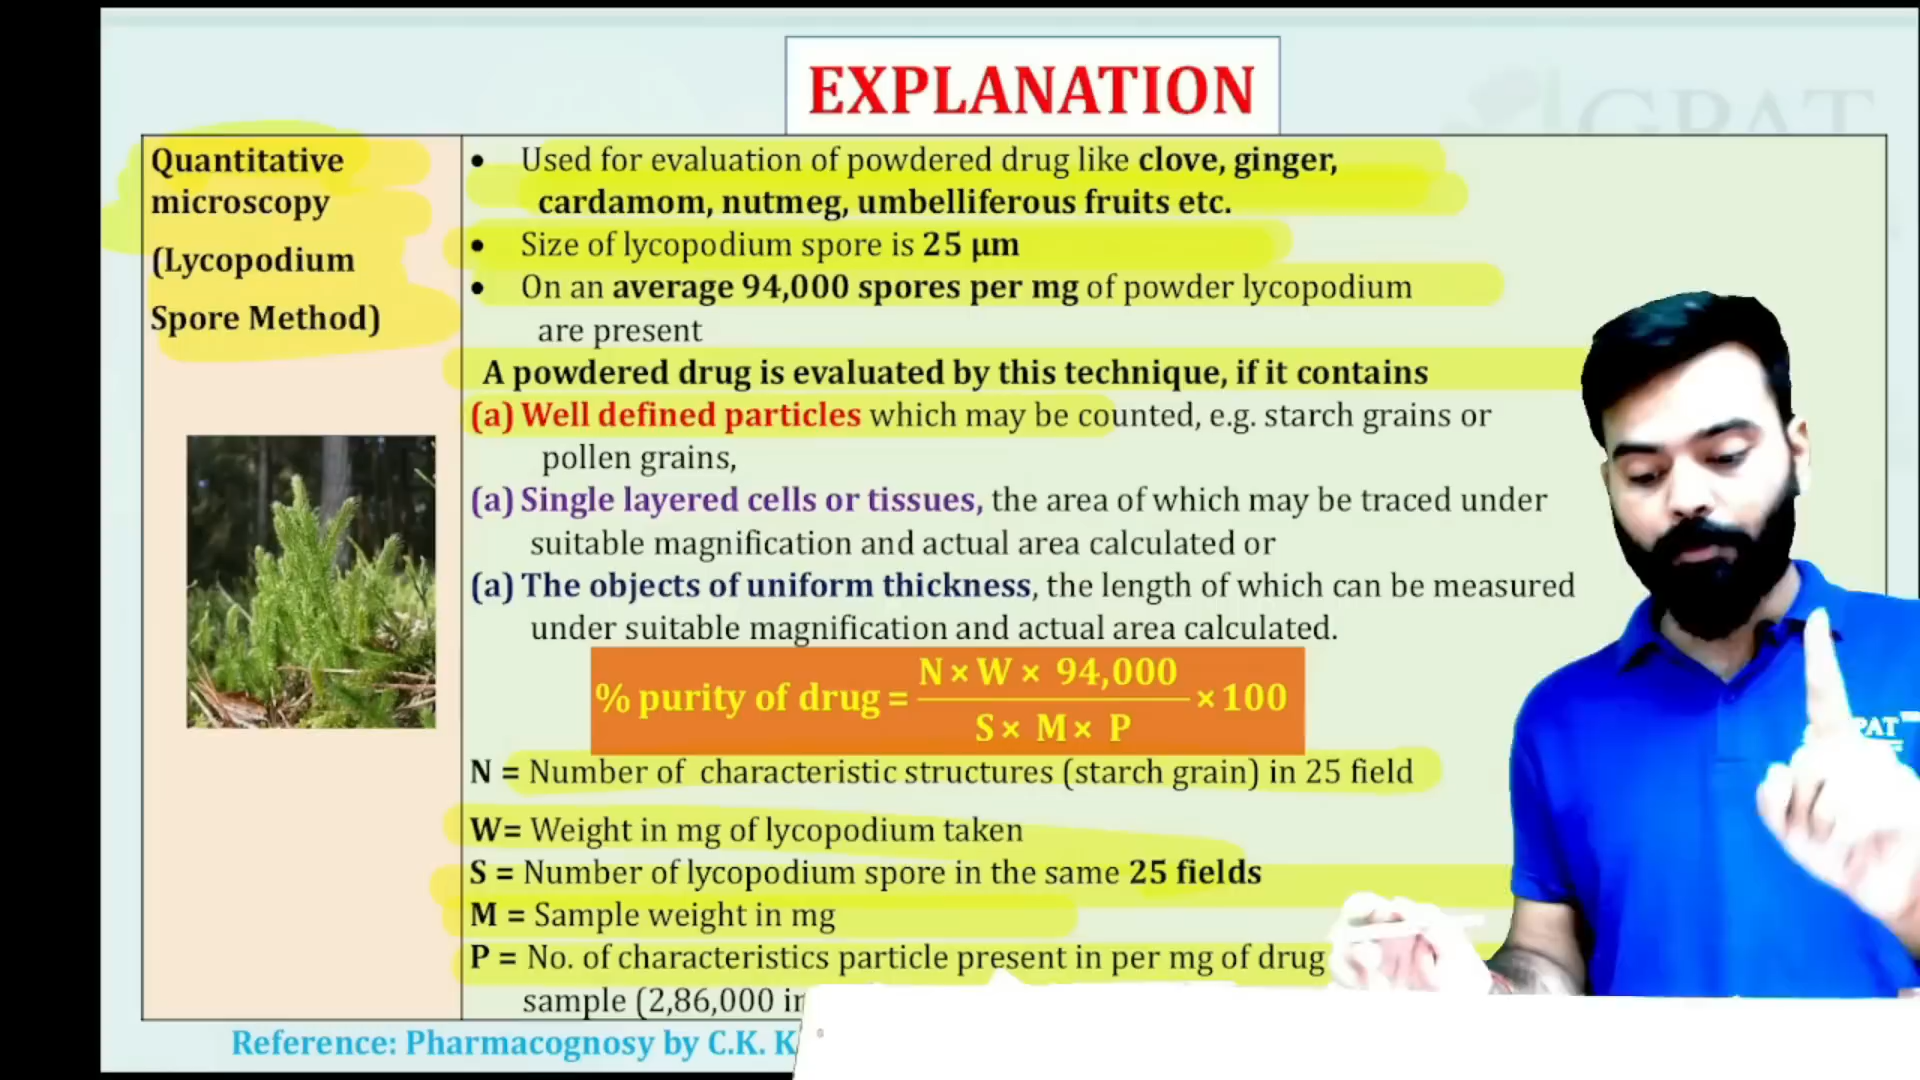 EXPLANATION
GPAT
Quantitative
microscopy
(Lycopodium
Spore Method)
• Used for evaluation of powdered drug like clove, ginger,
cardamom, nutmeg, umbelliferous fruits etc.
• Size of lycopodium spore is 25 µm
• On an average 94,000 spores per mg of powder lycopodium
are present
A powdered drug is evaluated by this technique, if it contains
(a) Well defined particles which may be counted, e.g. starch grains or
pollen grains,
(a) Single layered cells or tissues, the area of which may be traced under
suitable magnification and actual area calculated or
(a) The objects of uniform thickness, the length of which can be measured
under suitable magnification and actual area calculated.
% purity of drug = N × W × 94,000 / S × M × P × 100
N = Number of characteristic structures (starch grain) in 25 field
W= Weight in mg of lycopodium taken
S = Number of lycopodium spore in the same 25 fields
M = Sample weight in mg
P = No. of characteristics particle present in per mg of drug
sample (2,86,000
Reference: Pharmacognosy by C.K. K
PAT